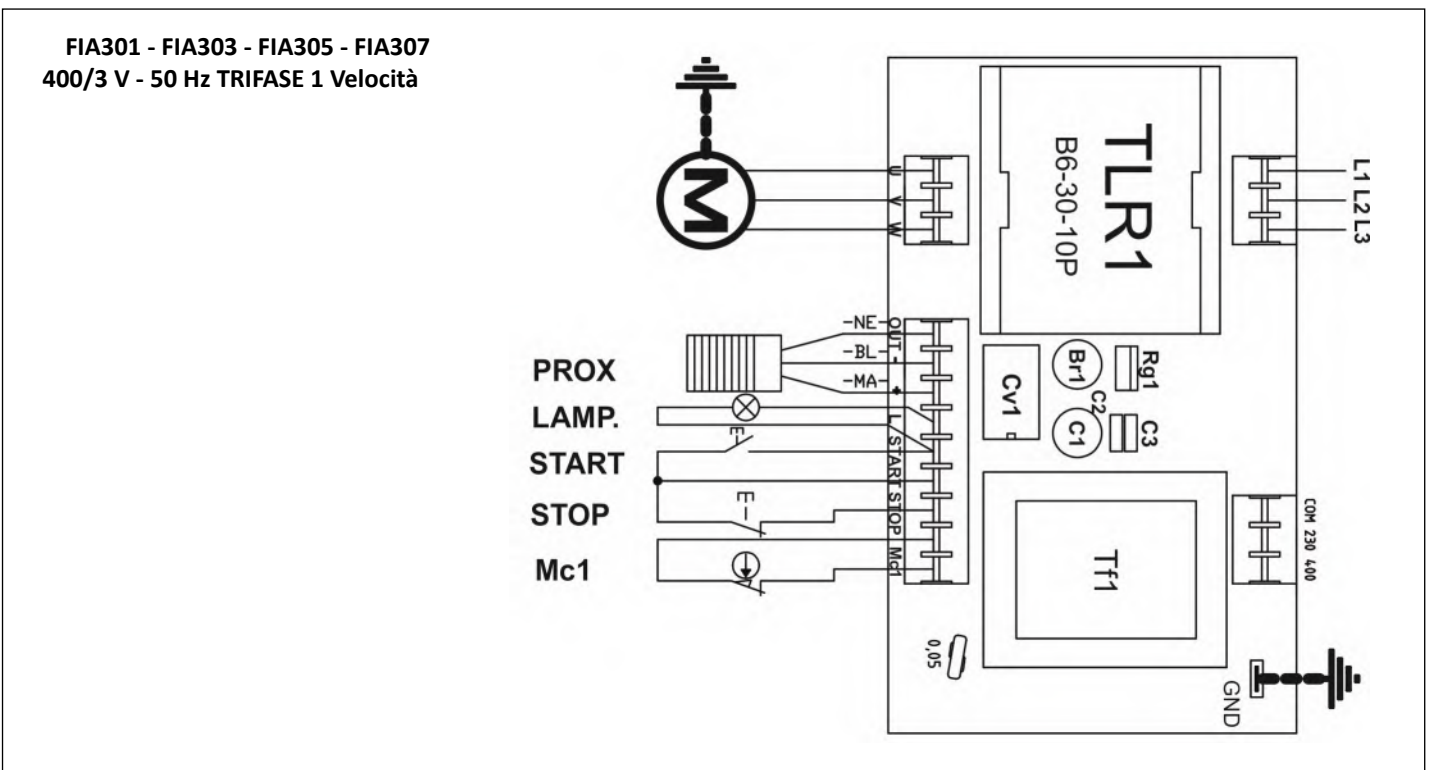 FIA301 - FIA303 - FIA305 - FIA307
400/3 V - 50 Hz TRIFASE 1 Velocità
M
U
V
W
TLR1
B6-30-10P
L1 L2 L3
-NE-
-BL-
-MA-
OUT - +
L
START
STOP
Mc1
PROX
LAMP.
START
STOP
Mc1
E-
E-
Cv1
Br1
Rg1
C2
C1
C3
Tf1
COM 230 400
0,05
GND